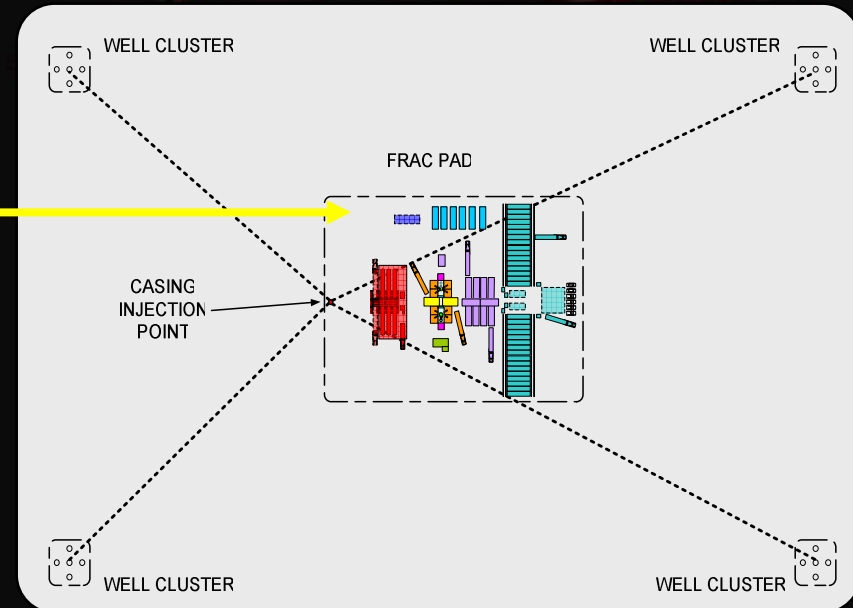 WELL CLUSTER
WELL CLUSTER
FRAC PAD
CASING
INJECTION
POINT
WELL CLUSTER
WELL CLUSTER